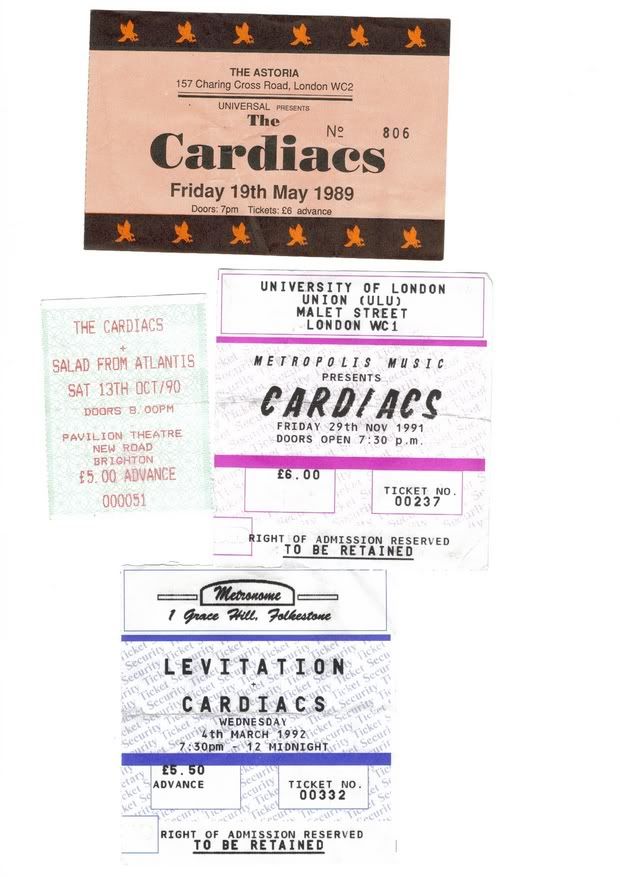 THE ASTORIA
157 Charing Cross Road, London WC2
UNIVERSAL PRESENTS
The
Nº 806
Cardiacs
Friday 19th May 1989
Doors: 7pm Tickets: £6 advance
THE CARDIACS
+
SALAD FROM ATLANTIS
SAT 13TH OCT/90
DOORS 8.00PM
PAVILION THEATRE
NEW ROAD
BRIGHTON
£5.00 ADVANCE
000051
UNIVERSITY OF LONDON
UNION (ULU)
MALET STREET
LONDON WC1
METROPOLIS MUSIC
PRESENTS
CARDIACS
FRIDAY 29th NOV 1991
DOORS OPEN 7:30 p.m.
£6.00
TICKET NO.
00237
RIGHT OF ADMISSION RESERVED
TO BE RETAINED
Metronome
1 Grace Hill, Folkestone
LEVITATION
+
CARDIACS
WEDNESDAY
4th MARCH 1992
7:30pm - 12 MIDNIGHT
£5.50
ADVANCE
TICKET NO.
00332
RIGHT OF ADMISSION RESERVED
TO BE RETAINED